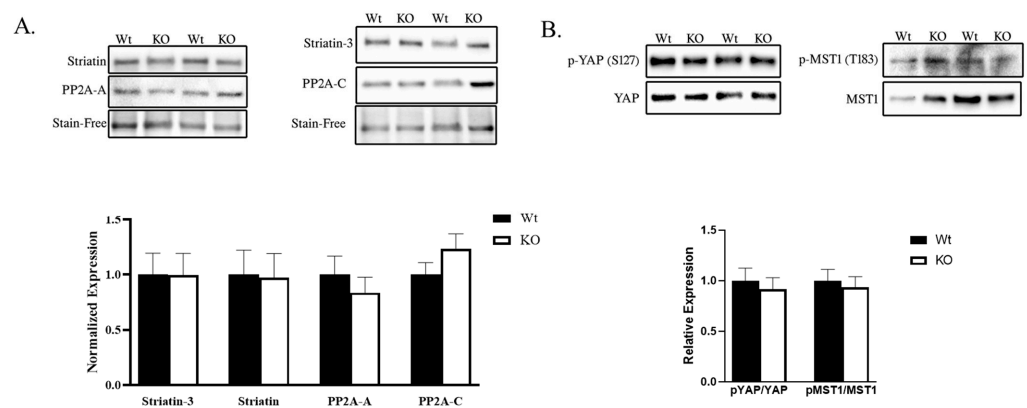 A.
Wt KO Wt KO
Striatin
PP2A-A
Stain-Free
Wt KO Wt KO
Striatin-3
PP2A-C
Stain-Free
1.5
1.0
0.5
0.0
Normalized Expression
Striatin-3 Striatin PP2A-A PP2A-C
Wt
KO
B.
Wt KO Wt KO
p-YAP (S127)
YAP
Wt KO Wt KO
p-MST1 (T183)
MST1
1.5
1.0
0.5
0.0
Relative Expression
pYAP/YAP pMST1/MST1
Wt
KO